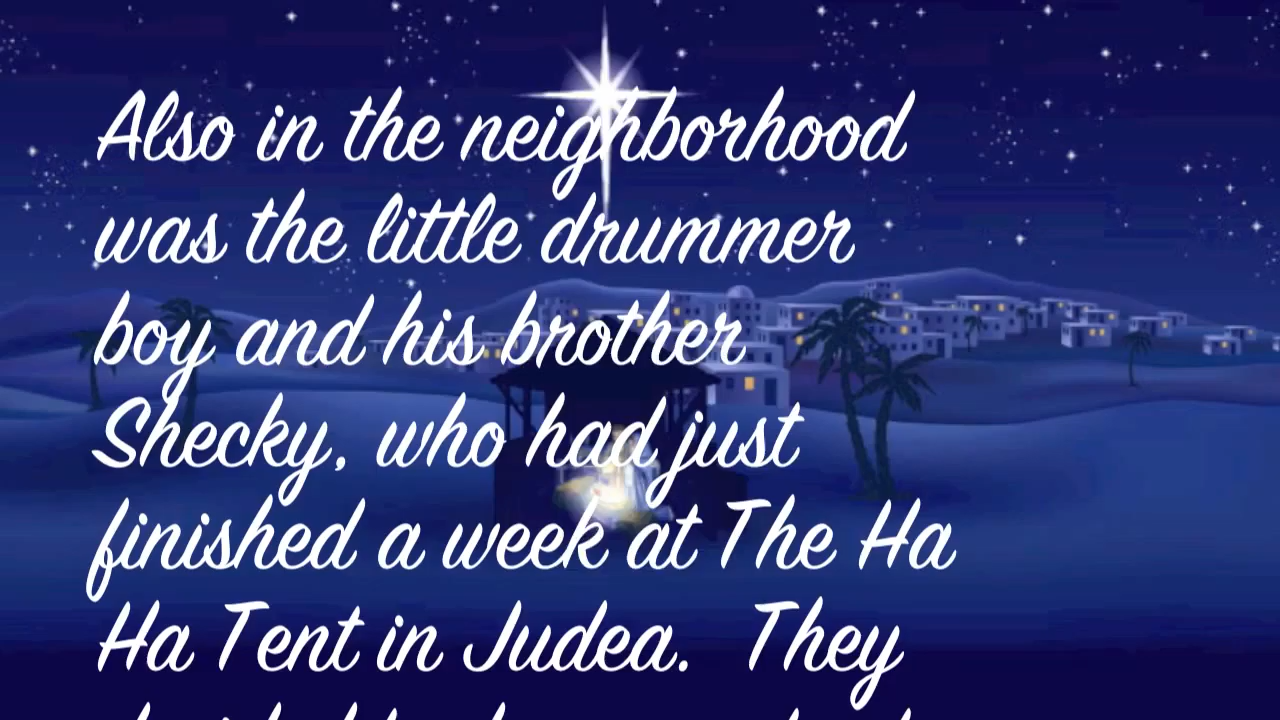 Also in the neighborhood
was the little drummer
boy and his brother
Shecky, who had just
finished a week at The Ha
Ha Tent in Judea. They